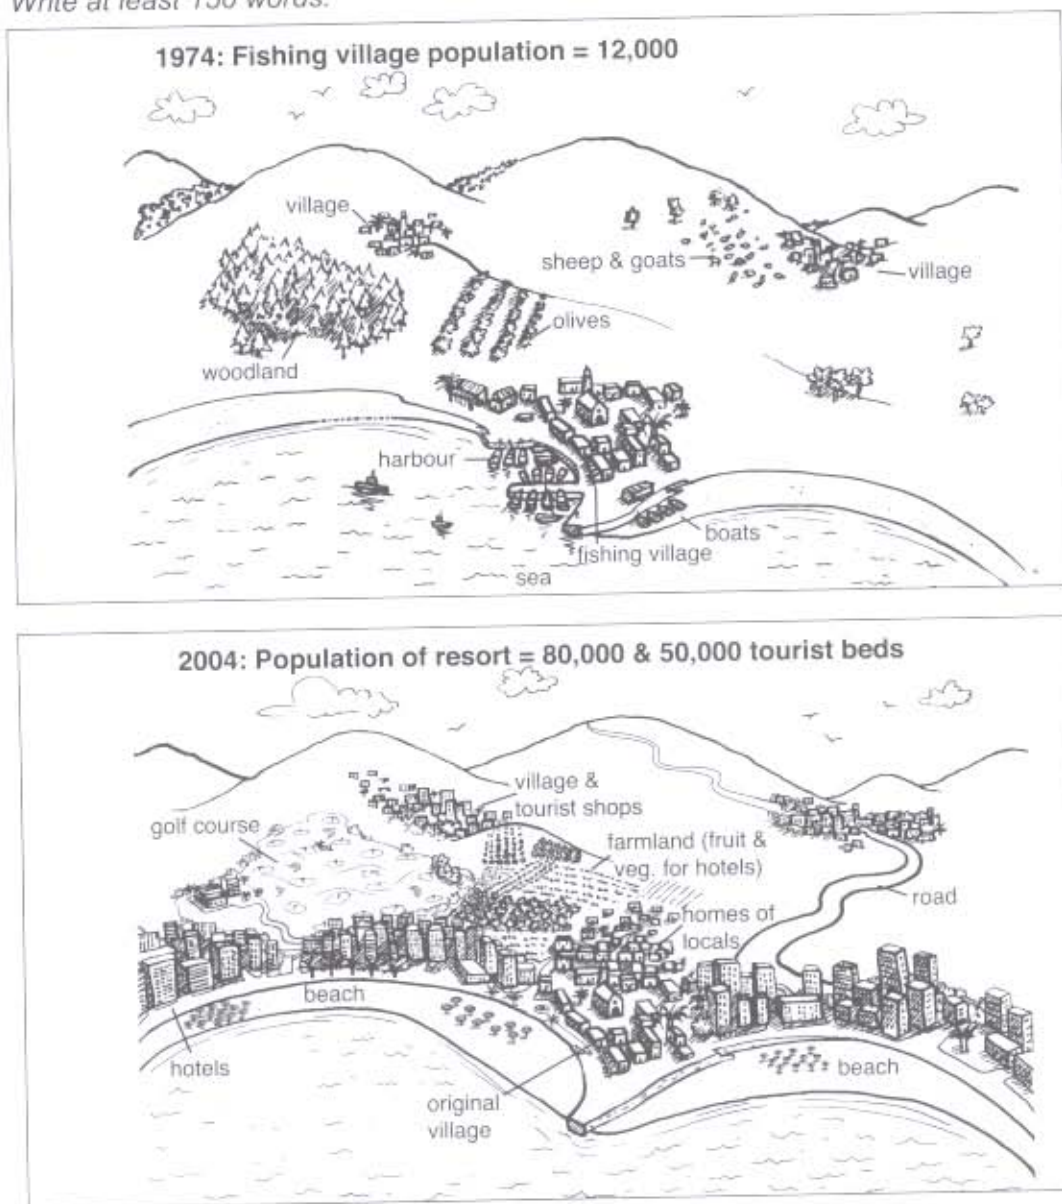 Write at least 150 words.
1974: Fishing village population = 12,000
village
sheep & goats
village
olives
woodland
harbour
boats
fishing village
sea
2004: Population of resort = 80,000 & 50,000 tourist beds
village &
tourist shops
golf course
farmland (fruit &
veg. for hotels)
road
homes of
locals
beach
hotels
beach
original
village